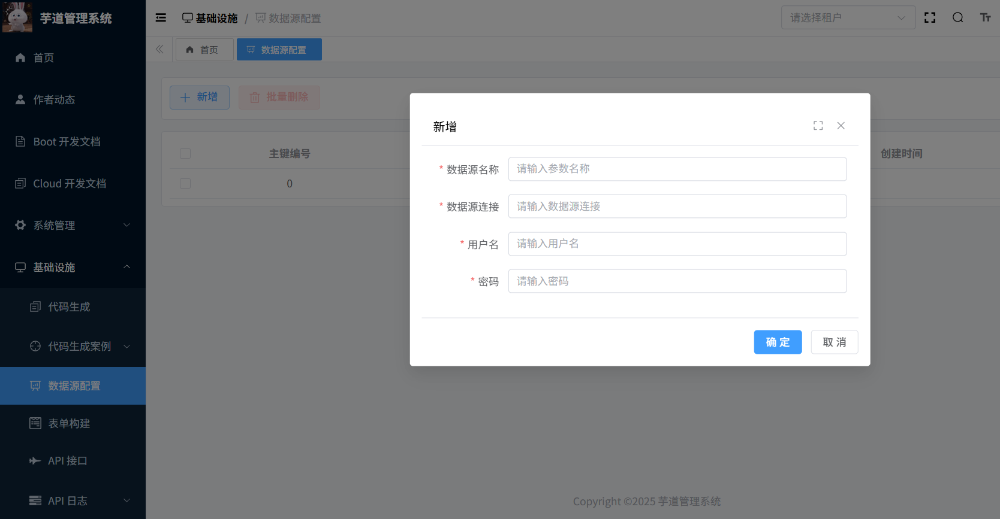 芋道管理系统
首页
作者动态
Boot 开发文档
Cloud 开发文档
系统管理
基础设施
代码生成
代码生成案例
数据源配置
表单构建
API 接口
API 日志
基础设施 / 数据源配置
请选择租户
首页
数据源配置
新增
批量删除
主键编号
创建时间
0
新增
* 数据源名称
请输入参数名称
* 数据源连接
请输入数据源连接
* 用户名
请输入用户名
* 密码
请输入密码
确 定
取 消
Copyright ©2025 芋道管理系统